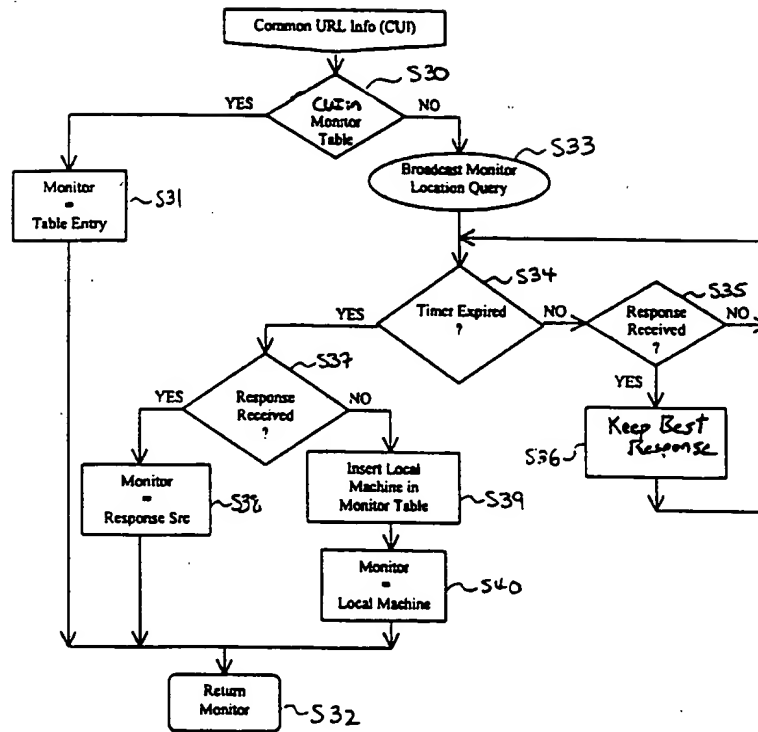 Common URL Info (CUI)
S30
YES
CUI in
Monitor
Table
NO
S33
Broadcast Monitor
Location Query
Monitor
=
Table Entry
S31
S34
Timer Expired
?
YES
NO
S35
Response
Received
?
NO
YES
S37
Response
Received
?
YES
NO
Keep Best
Response
S36
Monitor
=
Response Src
S38
Insert Local
Machine in
Monitor Table
S39
Monitor
=
Local Machine
S40
Return
Monitor
S32